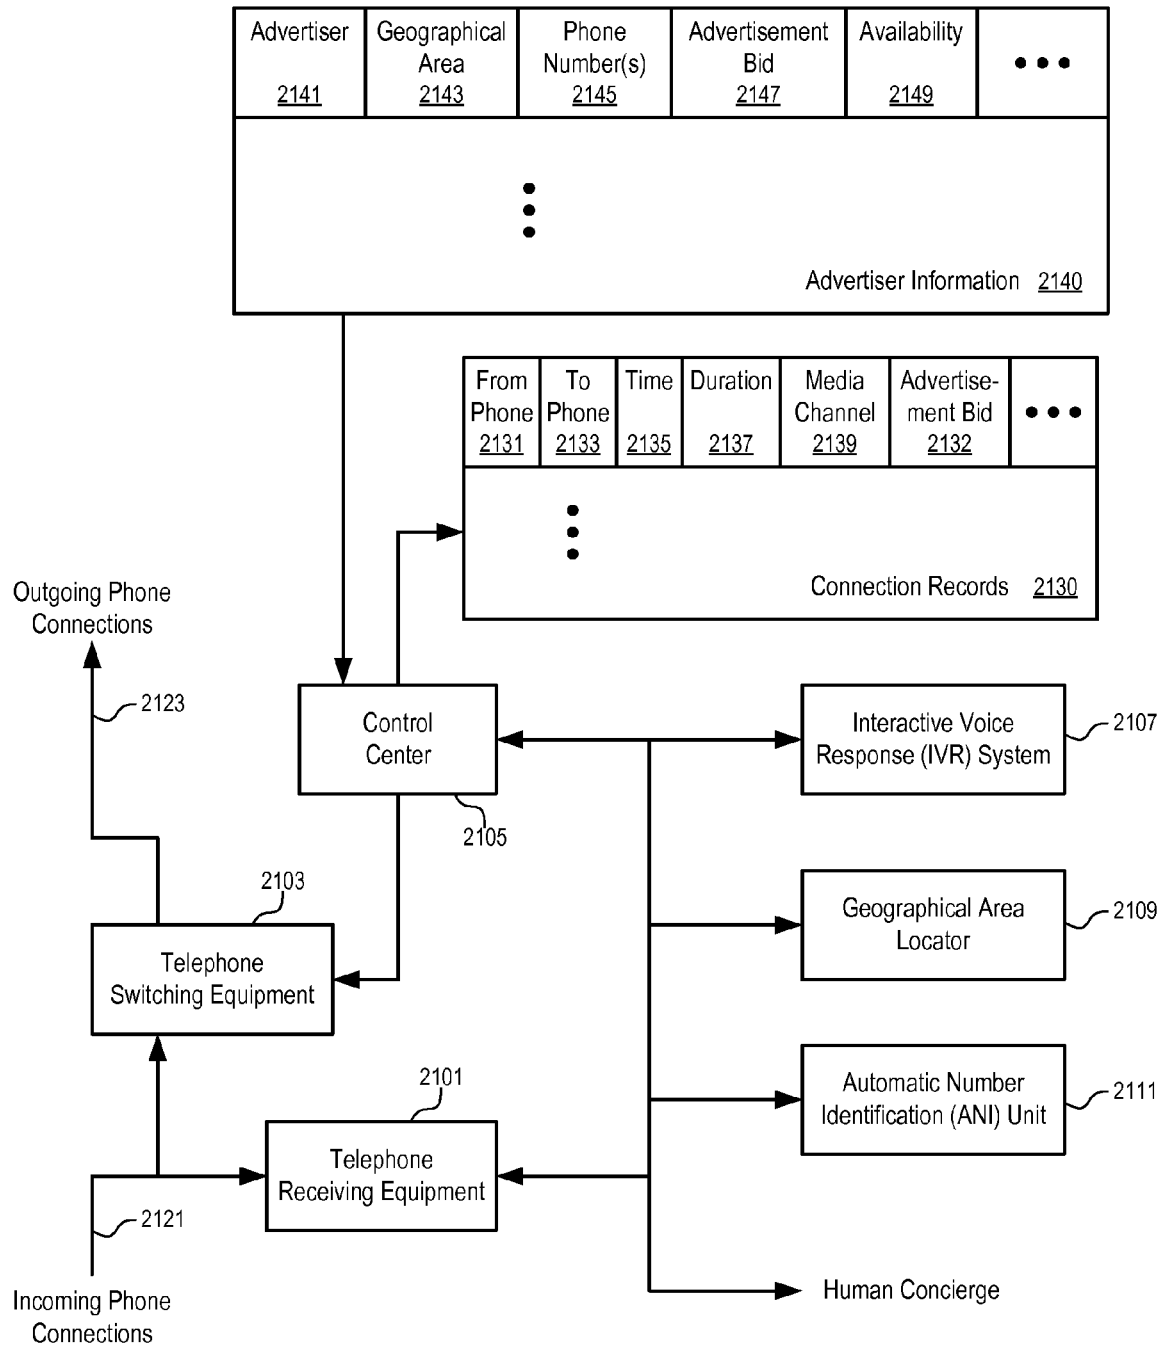 Advertiser
2141
Geographical
Area
2143
Phone
Number(s)
2145
Advertisement
Bid
2147
Availability
2149
Advertiser Information 2140
From
Phone
2131
To
Phone
2133
Time
2135
Duration
2137
Media
Channel
2139
Advertise-
ment Bid
2132
Connection Records 2130
Outgoing Phone
Connections
2123
Control
Center
2105
Interactive Voice
Response (IVR) System
2107
2103
Telephone
Switching Equipment
Geographical Area
Locator
2109
Automatic Number
Identification (ANI) Unit
2111
2101
Telephone
Receiving Equipment
2121
Incoming Phone
Connections
Human Concierge